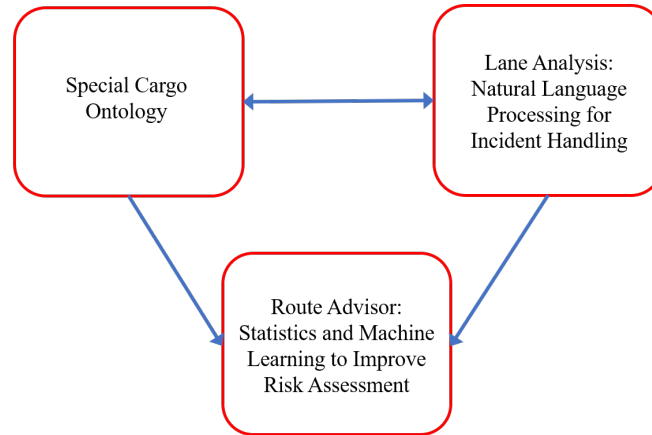 Special Cargo
Ontology
Lane Analysis:
Natural Language
Processing for
Incident Handling
Route Advisor:
Statistics and Machine
Learning to Improve
Risk Assessment